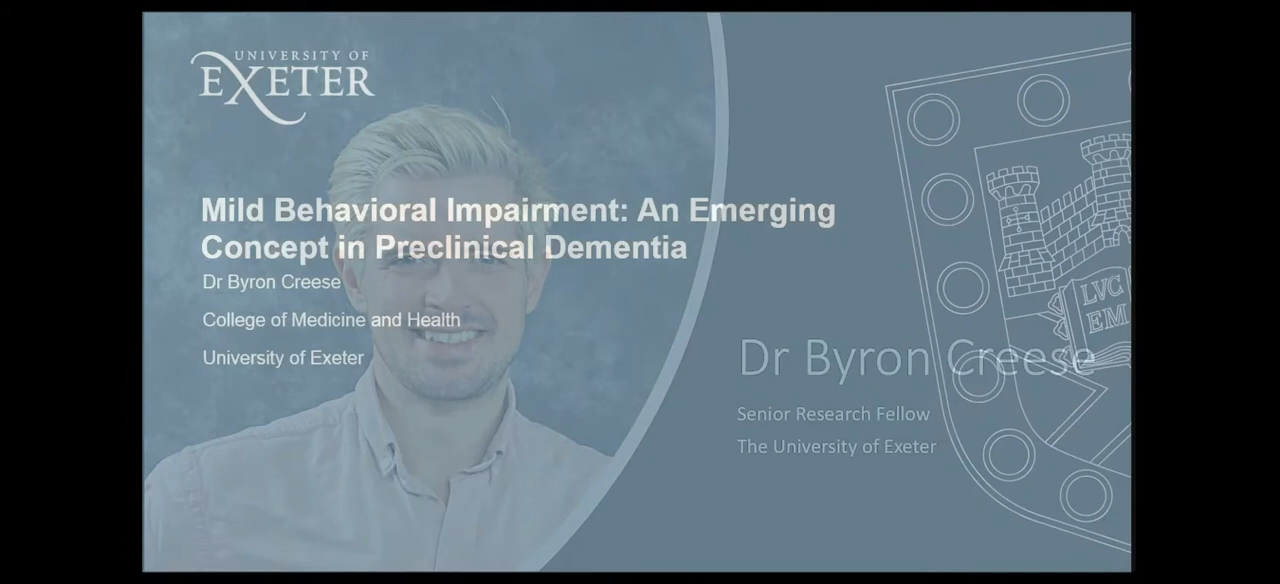 UNIVERSITY OF
EXETER
Mild Behavioral Impairment: An Emerging
Concept in Preclinical Dementia
Dr Byron Creese
College of Medicine and Health
University of Exeter
Dr Byron Creese
Senior Research Fellow
The University of Exeter
LVC
EM